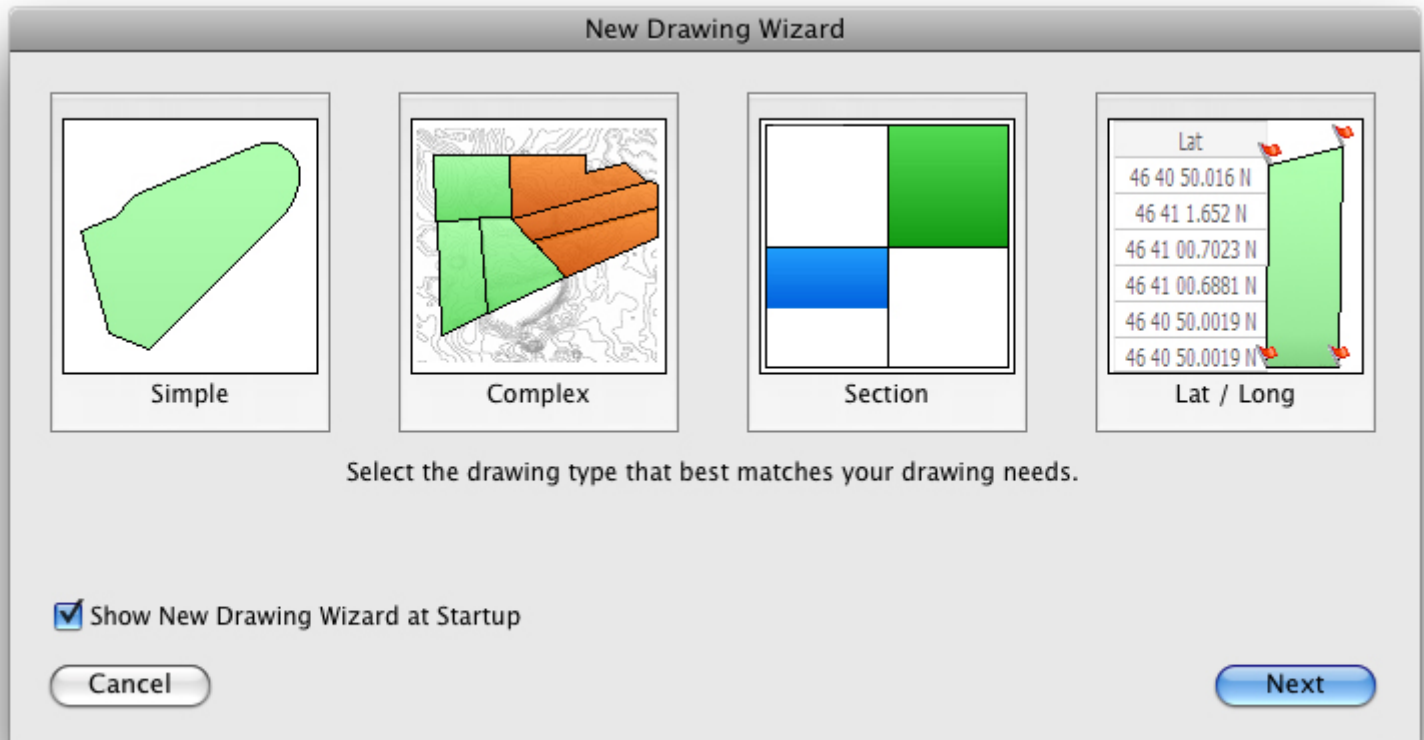 New Drawing Wizard
Simple
Complex
Section
Lat
46 40 50.016 N
46 41 1.652 N
46 41 00.7023 N
46 41 00.6881 N
46 40 50.0019 N
46 40 50.0019 N
Lat / Long
Select the drawing type that best matches your drawing needs.
Show New Drawing Wizard at Startup
Cancel
Next